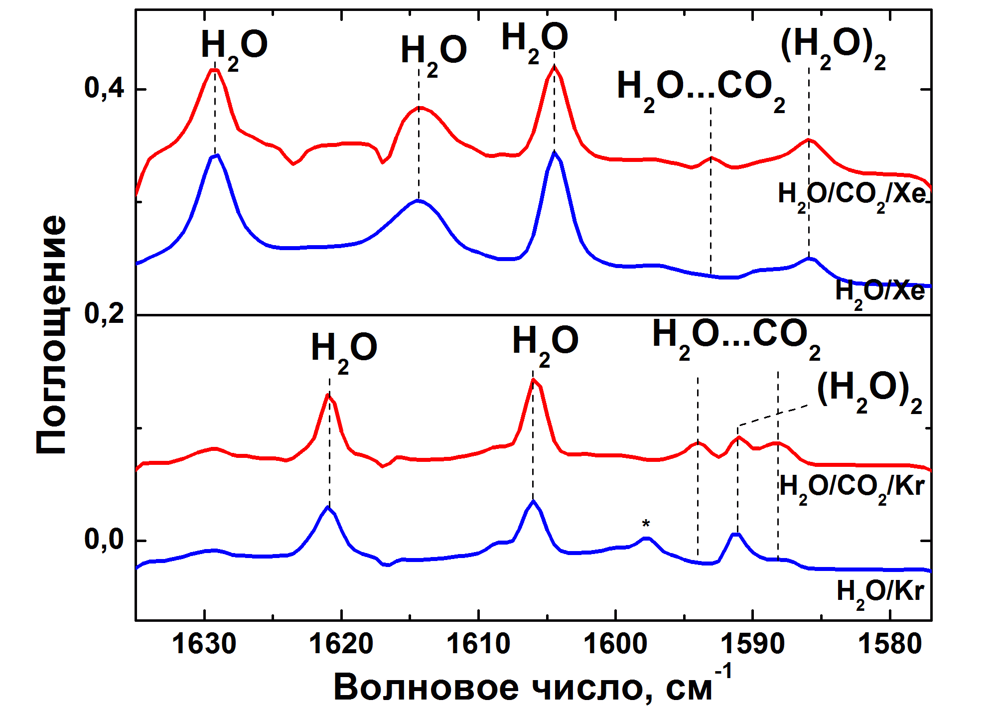 H₂O
H₂O
H₂O
H₂O...CO₂
(H₂O)₂
0,4
H₂O/CO₂/Xe
H₂O/Xe
0,2
H₂O
H₂O
H₂O...CO₂
(H₂O)₂
H₂O/CO₂/Kr
*
0,0
H₂O/Kr
Поглощение
1630 1620 1610 1600 1590 1580
Волновое число, см⁻¹